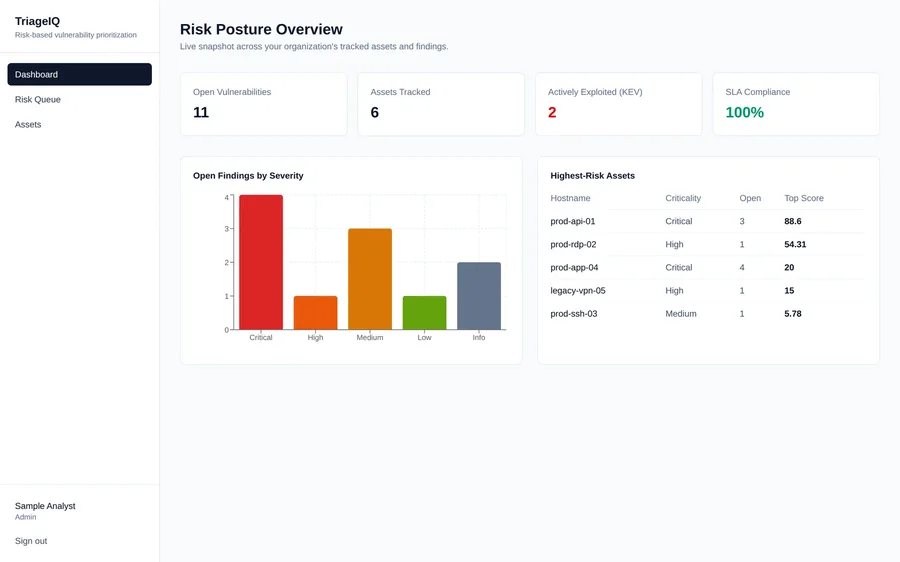 TriageIQ
Risk-based vulnerability prioritization
Dashboard
Risk Queue
Assets
Sample Analyst
Admin
Sign out
Risk Posture Overview
Live snapshot across your organization's tracked assets and findings.
Open Vulnerabilities
11
Assets Tracked
6
Actively Exploited (KEV)
2
SLA Compliance
100%
Open Findings by Severity
4
3
2
1
0
Critical High Medium Low Info
Highest-Risk Assets
Hostname Criticality Open Top Score
prod-api-01 Critical 3 88.6
prod-rdp-02 High 1 54.31
prod-app-04 Critical 4 20
legacy-vpn-05 High 1 15
prod-ssh-03 Medium 1 5.78